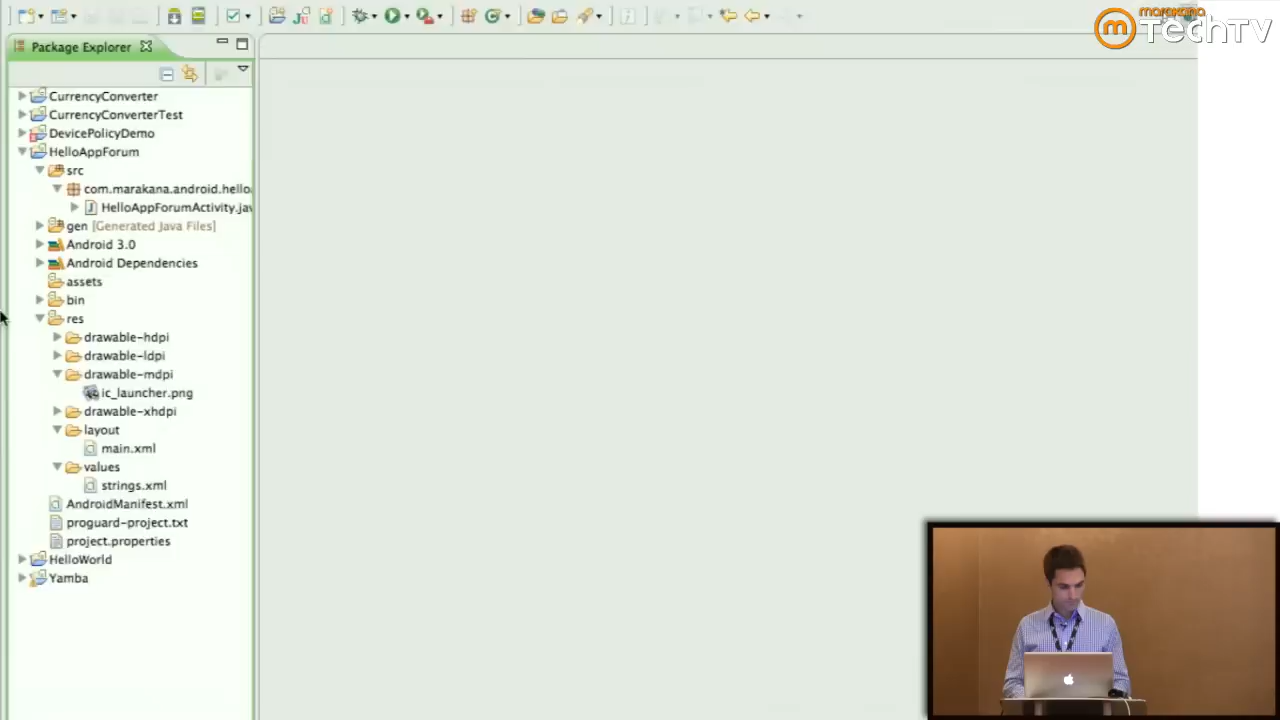 marakana
TechTV
Package Explorer
CurrencyConverter
CurrencyConverterTest
DevicePolicyDemo
HelloAppForum
src
com.marakana.android.hello
HelloAppForumActivity.jav
gen [Generated Java Files]
Android 3.0
Android Dependencies
assets
bin
res
drawable-hdpi
drawable-ldpi
drawable-mdpi
ic_launcher.png
drawable-xhdpi
layout
main.xml
values
strings.xml
AndroidManifest.xml
proguard-project.txt
project.properties
HelloWorld
Yamba